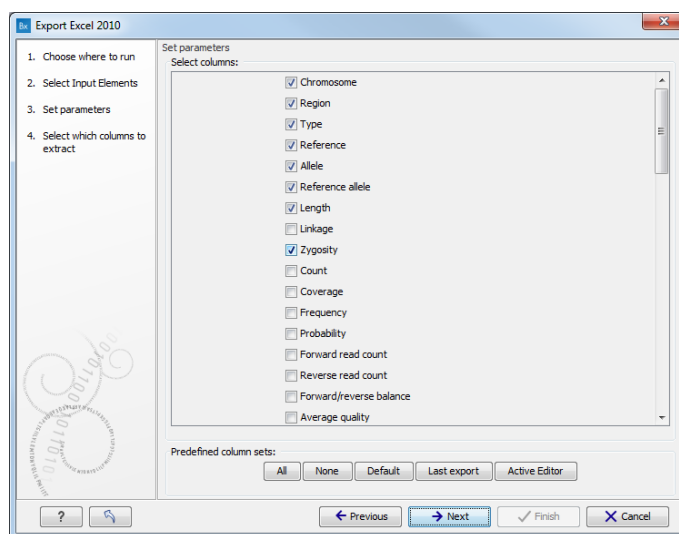 Bx Export Excel 2010
1. Choose where to run
2. Select Input Elements
3. Set parameters
4. Select which columns to
extract
Set parameters
Select columns:
Chromosome
Region
Type
Reference
Allele
Reference allele
Length
Linkage
Zygosity
Count
Coverage
Frequency
Probability
Forward read count
Reverse read count
Forward/reverse balance
Average quality
Predefined column sets:
All None Default Last export Active Editor
? Previous Next Finish Cancel